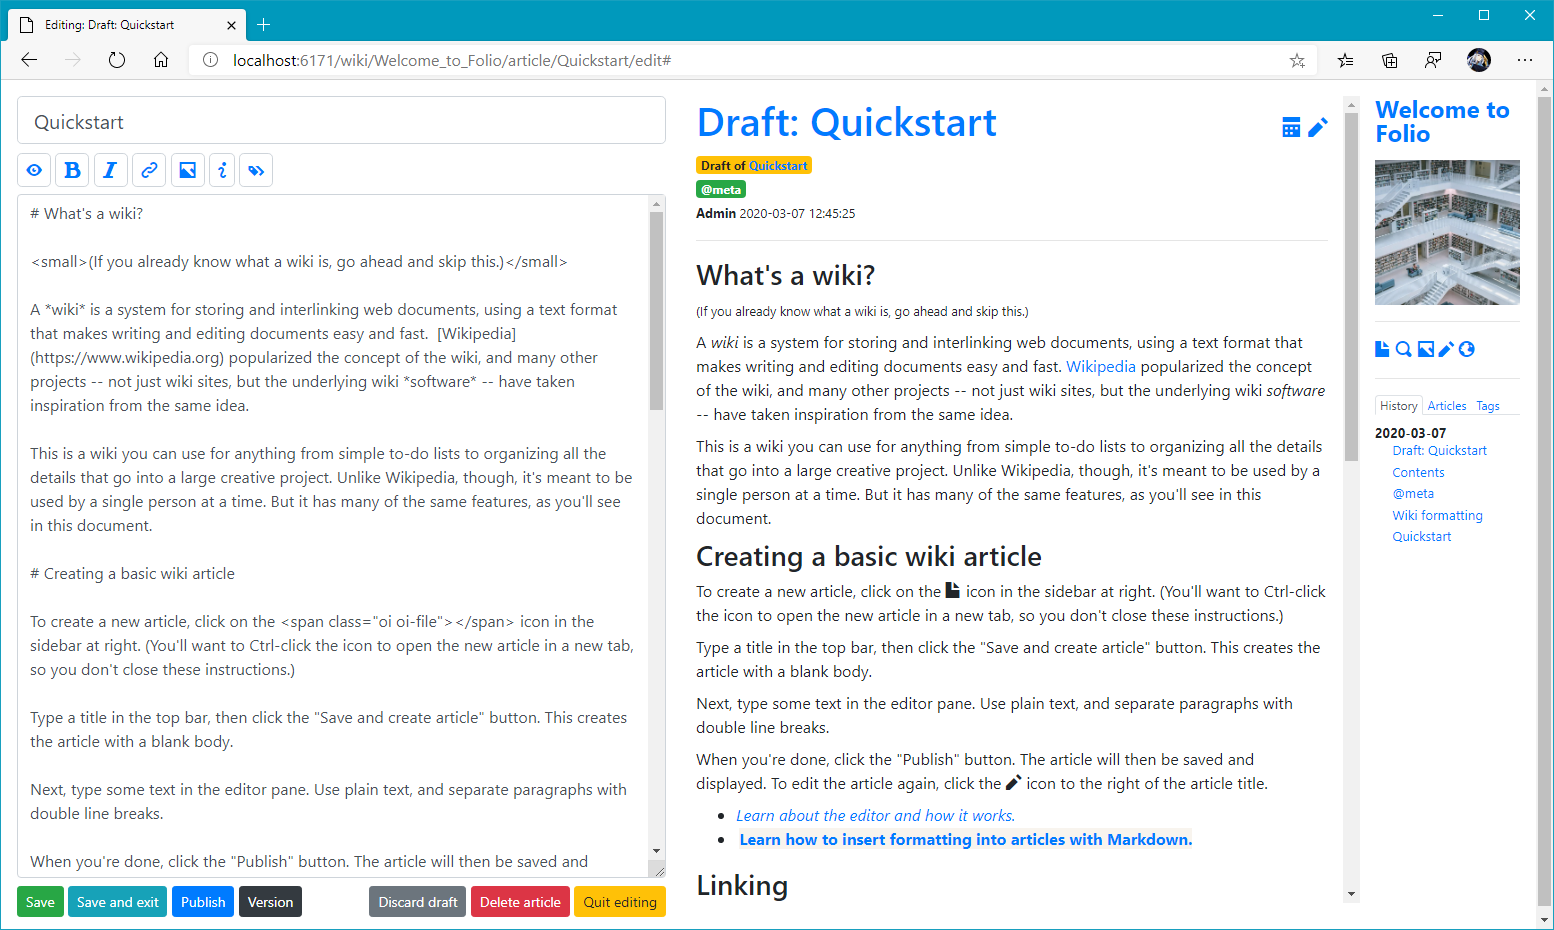 Editing: Draft: Quickstart
localhost:6171/wiki/Welcome_to_Folio/article/Quickstart/edit#
Quickstart
B I i
# What's a wiki?
<small>(If you already know what a wiki is, go ahead and skip this.)</small>
A *wiki* is a system for storing and interlinking web documents, using a text format
that makes writing and editing documents easy and fast.  [Wikipedia]
(https://www.wikipedia.org) popularized the concept of the wiki, and many other
projects -- not just wiki sites, but the underlying wiki *software* -- have taken
inspiration from the same idea.
This is a wiki you can use for anything from simple to-do lists to organizing all the
details that go into a large creative project. Unlike Wikipedia, though, it's meant to be
used by a single person at a time. But it has many of the same features, as you'll see
in this document.
# Creating a basic wiki article
To create a new article, click on the <span class="oi oi-file"></span> icon in the
sidebar at right. (You'll want to Ctrl-click the icon to open the new article in a new tab,
so you don't close these instructions.)
Type a title in the top bar, then click the "Save and create article" button. This creates
the article with a blank body.
Next, type some text in the editor pane. Use plain text, and separate paragraphs with
double line breaks.
When you're done, click the "Publish" button. The article will then be saved and
Save
Save and exit
Publish
Version
Discard draft
Delete article
Quit editing
Draft: Quickstart
Draft of Quickstart
@meta
Admin 2020-03-07 12:45:25
What's a wiki?
(If you already know what a wiki is, go ahead and skip this.)
A wiki is a system for storing and interlinking web documents, using a text format that
makes writing and editing documents easy and fast. Wikipedia popularized the concept
of the wiki, and many other projects -- not just wiki sites, but the underlying wiki software
-- have taken inspiration from the same idea.
This is a wiki you can use for anything from simple to-do lists to organizing all the details
that go into a large creative project. Unlike Wikipedia, though, it's meant to be used by a
single person at a time. But it has many of the same features, as you'll see in this
document.
Creating a basic wiki article
To create a new article, click on the icon in the sidebar at right. (You'll want to Ctrl-click
the icon to open the new article in a new tab, so you don't close these instructions.)
Type a title in the top bar, then click the "Save and create article" button. This creates the
article with a blank body.
Next, type some text in the editor pane. Use plain text, and separate paragraphs with
double line breaks.
When you're done, click the "Publish" button. The article will then be saved and
displayed. To edit the article again, click the icon to the right of the article title.
Learn about the editor and how it works.
Learn how to insert formatting into articles with Markdown.
Linking
Welcome to
Folio
History Articles Tags
2020-03-07
Draft: Quickstart
Contents
@meta
Wiki formatting
Quickstart